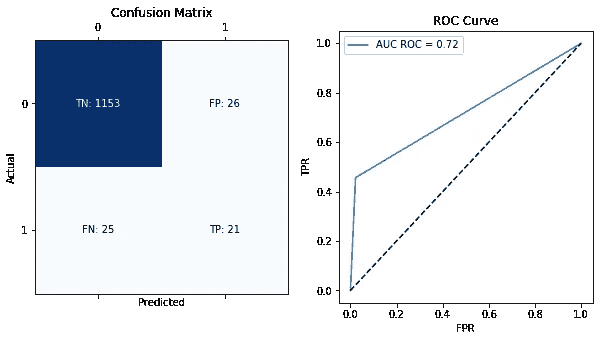 Confusion Matrix
0 1
0
TN: 1153
FP: 26
Actual
1
FN: 25
TP: 21
Predicted
ROC Curve
AUC ROC = 0.72
1.0
0.8
0.6
0.4
0.2
0.0
TPR
0.0 0.2 0.4 0.6 0.8 1.0
FPR